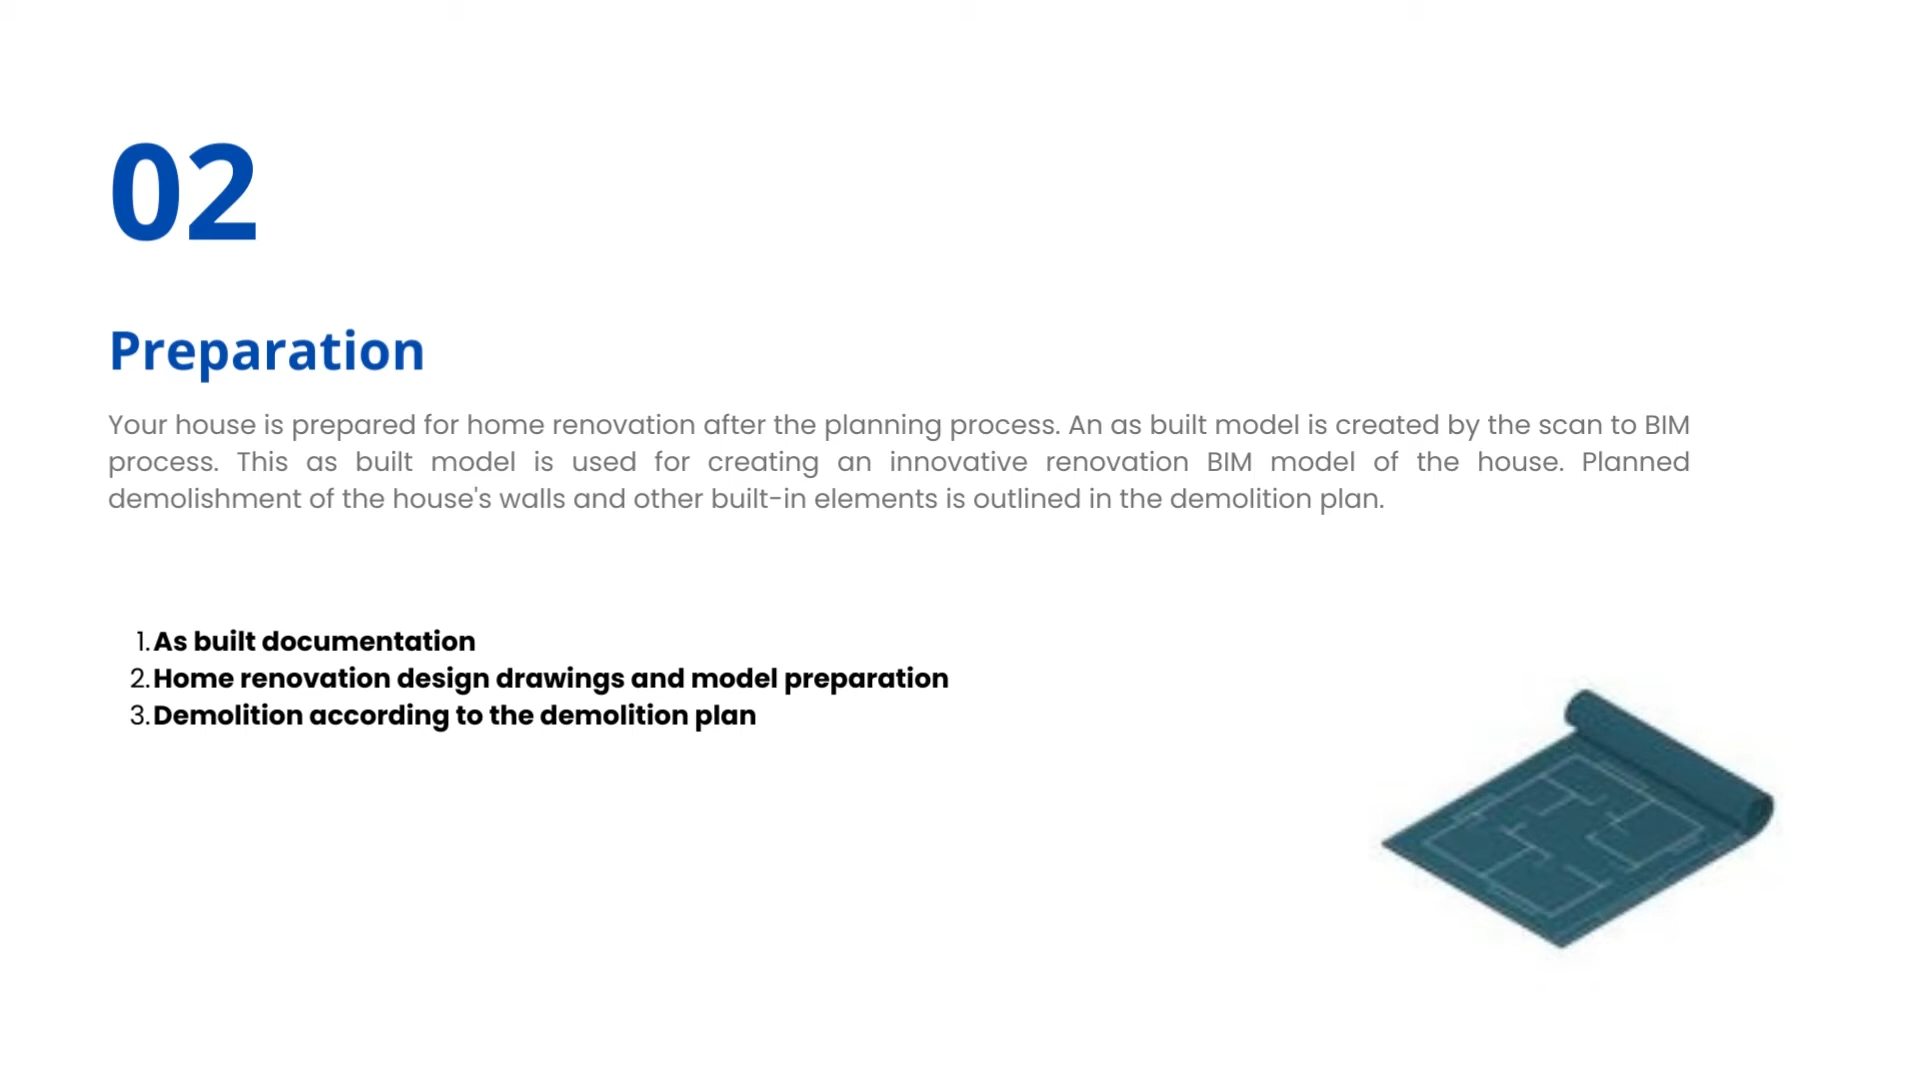 02
Preparation
Your house is prepared for home renovation after the planning process. An as built model is created by the scan to BIM
process. This as built model is used for creating an innovative renovation BIM model of the house. Planned
demolishment of the house's walls and other built-in elements is outlined in the demolition plan.
1. As built documentation
2. Home renovation design drawings and model preparation
3. Demolition according to the demolition plan